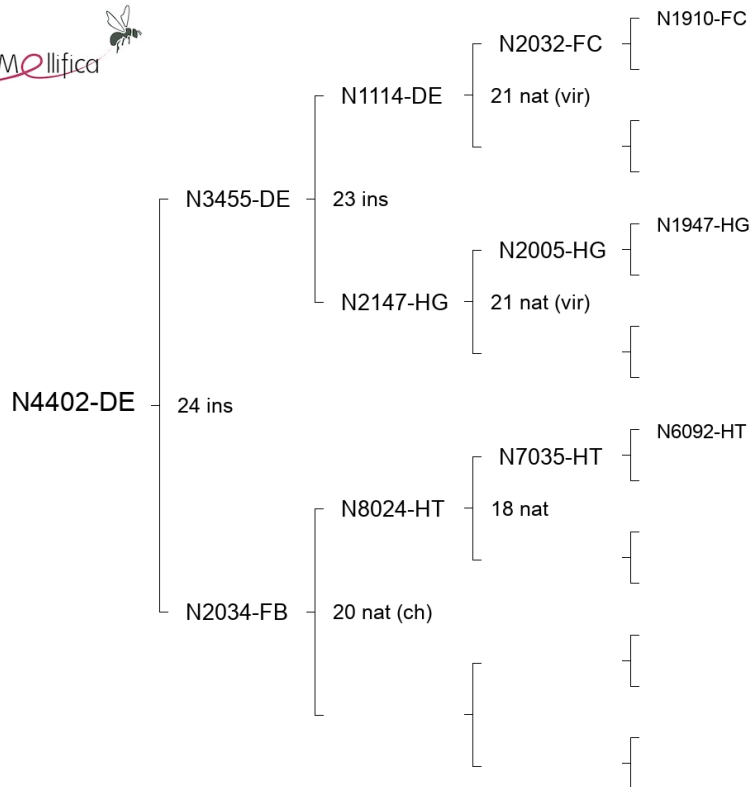 Mellifica
N1910-FC
N2032-FC
N1114-DE
21 nat (vir)
N3455-DE
23 ins
N1947-HG
N2005-HG
N2147-HG
21 nat (vir)
N4402-DE
24 ins
N6092-HT
N7035-HT
N8024-HT
18 nat
N2034-FB
20 nat (ch)